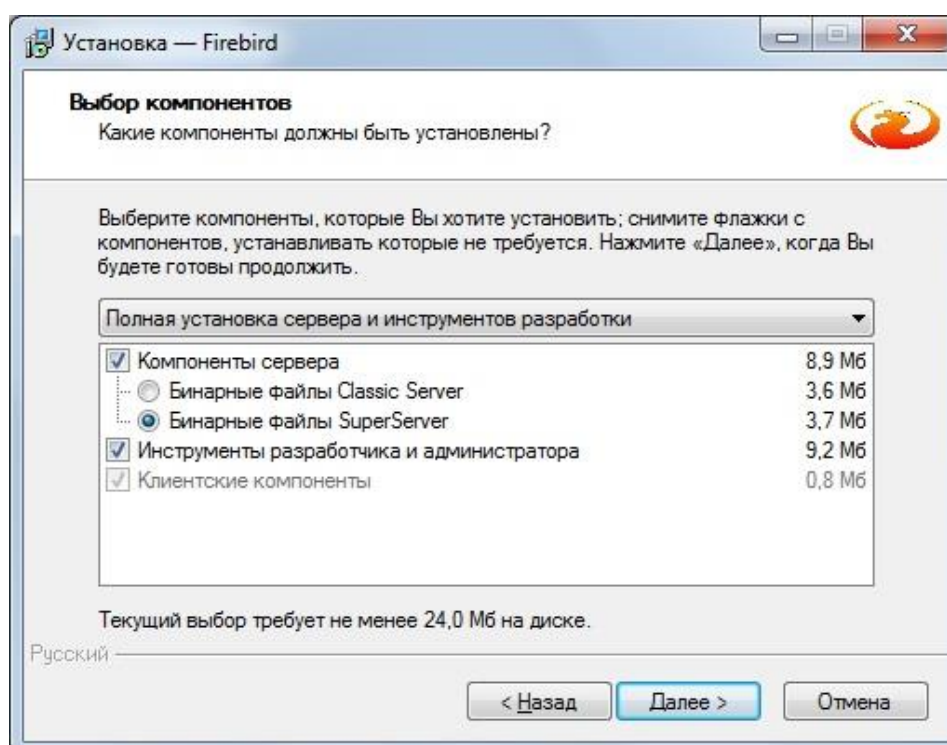 Установка — Firebird
Выбор компонентов
Какие компоненты должны быть установлены?
Выберите компоненты, которые Вы хотите установить; снимите флажки с
компонентов, устанавливать которые не требуется. Нажмите «Далее», когда Вы
будете готовы продолжить.
Полная установка сервера и инструментов разработки
Компоненты сервера 8,9 Мб
Бинарные файлы Classic Server 3,6 Мб
Бинарные файлы SuperServer 3,7 Мб
Инструменты разработчика и администратора 9,2 Мб
Клиентские компоненты 0,8 Мб
Текущий выбор требует не менее 24,0 Мб на диске.
Русский
< Назад Далее > Отмена